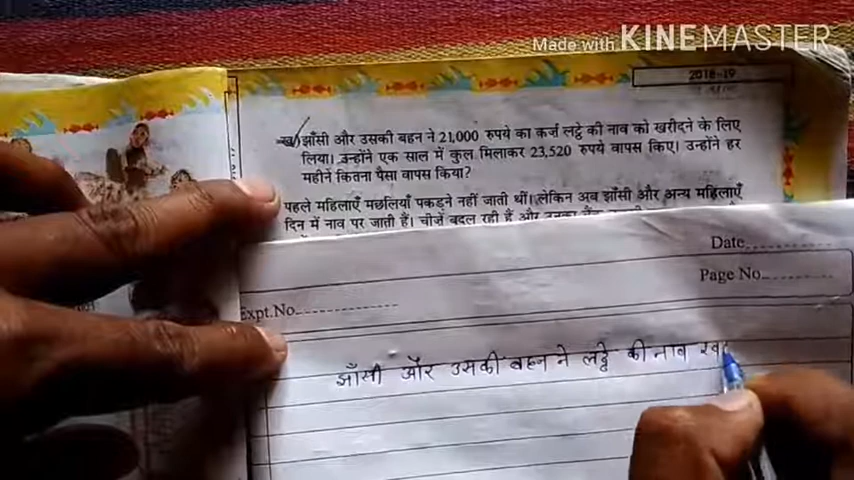 Made with KINEMASTER
2018-19
ख) झाँसी और उसकी बहन ने 21,000 रुपये का कर्ज़ लट्ठे की नाव को खरीदने के लिए
लिया। उन्होंने एक साल में कुल मिलाकर 23,520 रुपये वापस किए। उन्होंने हर
महीने कितना पैसा वापस किया?
पहले महिलाएँ मछलियाँ पकड़ने नहीं जाती थीं। लेकिन अब झाँसी और अन्य महिलाएँ
दिन में नाव पर जाती हैं। चीज़ें बदल रही हैं और
Date
Page No.
Expt. No.
झाँसी और उसकी बहन ने लट्ठे की नाव